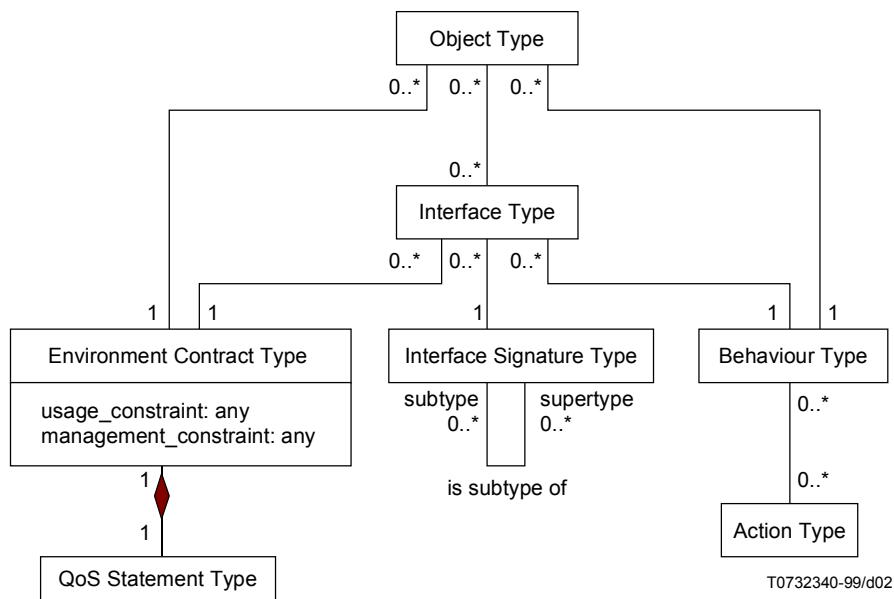 Object Type
0..* 0..* 0..*
0..*
Interface Type
0..* 0..* 0..*
1 1 1 1 1
Environment Contract Type Interface Signature Type Behaviour Type
usage_constraint: any subtype supertype 0..*
management_constraint: any 0..* 0..*
1 is subtype of 0..*
1 Action Type
QoS Statement Type
T0732340-99/d02